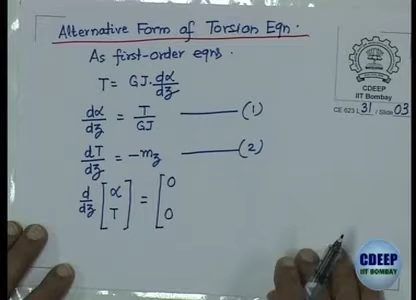 Alternative Form of Torsion Eqn.
As first-order eqns.
T = GJ. dα/dz
dα/dz = T/GJ —— (1)
dT/dz = -mz —— (2)
d/dz [α T] = [0 0
CDEEP
IIT Bombay
CE 623 L 31 / Slide 03
CDEEP
IIT BOMBAY